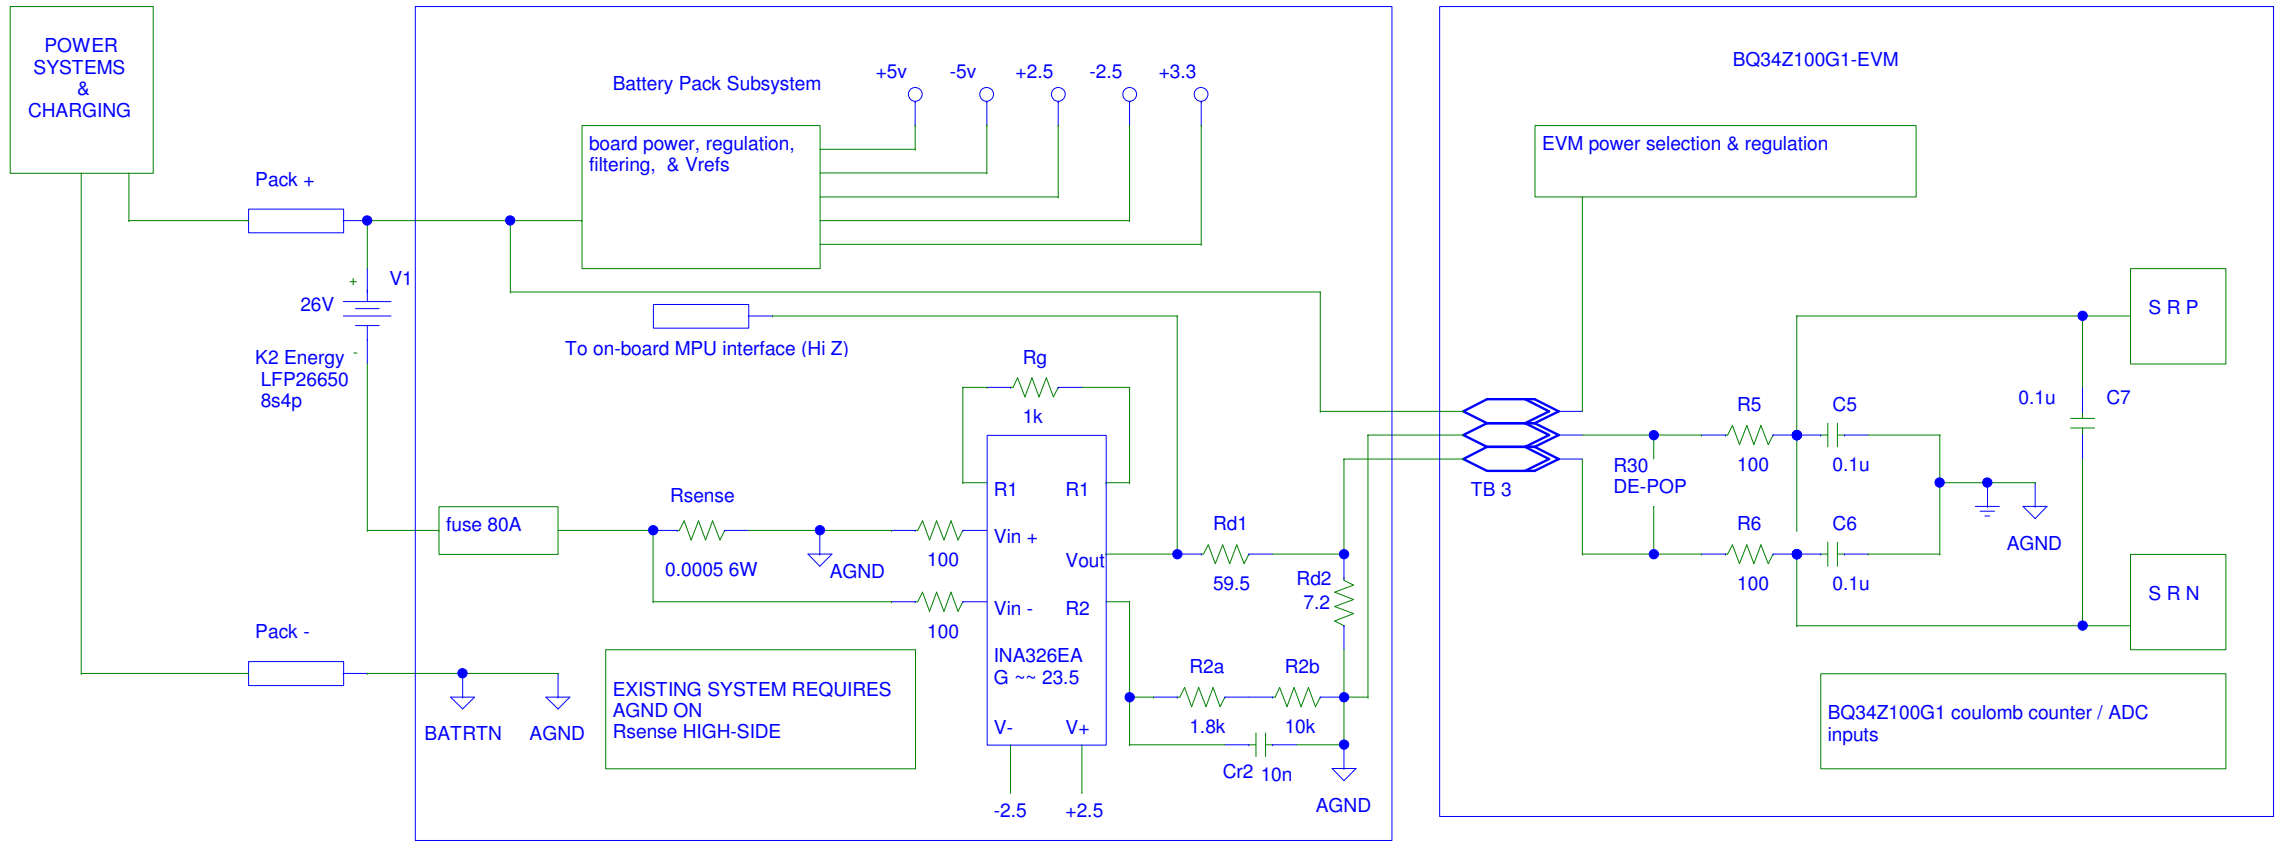 POWER
SYSTEMS
&
CHARGING
Battery Pack Subsystem
+5v
-5v
+2.5
-2.5
+3.3
BQ34Z100G1-EVM
board power, regulation,
filtering, & Vrefs
EVM power selection & regulation
Pack +
+
V1
26V
-
K2 Energy
LFP26650
8s4p
To on-board MPU interface (Hi Z)
Rg
1k
S R P
0.1u
C7
R5
100
C5
0.1u
R30
DE-POP
TB 3
R6
100
C6
0.1u
AGND
S R N
fuse 80A
Rsense
0.0005 6W
AGND
100
100
R1
R1
Vin +
Vout
Vin -
R2
INA326EA
G ~~ 23.5
V-
V+
-2.5
+2.5
Rd1
59.5
Rd2
7.2
R2a
1.8k
R2b
10k
Cr2
10n
AGND
Pack -
BATRTN
AGND
EXISTING SYSTEM REQUIRES
AGND ON
Rsense HIGH-SIDE
BQ34Z100G1 coulomb counter / ADC
inputs